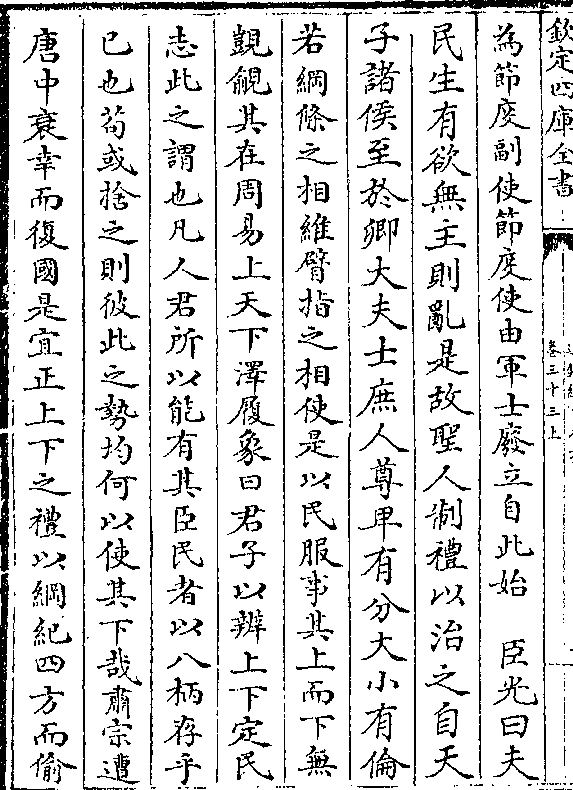 欽定四庫全書
卷三十三上
為節度副使節度使由軍士廢立自此始　臣光曰夫
民生有欲無主則亂是故聖人制禮以治之自天
子諸侯至於卿大夫士庶人尊卑有分大小有倫
若綱條之相維臂指之相使是以民服事其上而下無
覬覦其在周易上天下澤履象曰君子以辨上下定民
志此之謂也凡人君所以能有其臣民者以八柄存乎
已也苟或捨之則彼此之勢均何以使其下哉肅宗遭
唐中衰幸而復國是宜正上下之禮以綱紀四方而偷